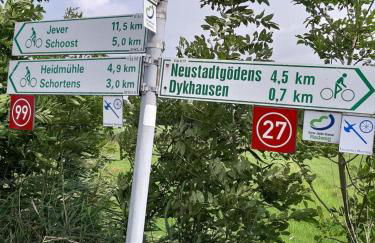 Jever 11,5 km
Schoost 5,0 km
Heidmühle 4,9 km
Schortens 3,0 km
99
Neustadtgödens 4,5 km
Dykhausen 0,7 km
27